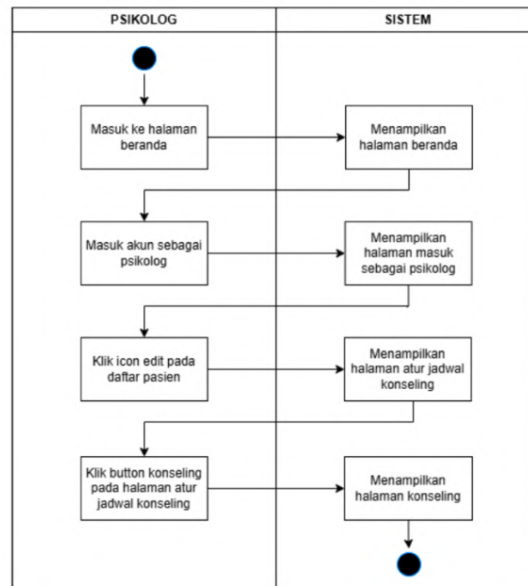 PSIKOLOG
SISTEM
Masuk ke halaman
beranda
Menampilkan
halaman beranda
Masuk akun sebagai
psikolog
Menampilkan
halaman masuk
sebagai psikolog
Klik icon edit pada
daftar pasien
Menampilkan
halaman atur jadwal
konseling
Klik button konseling
pada halaman atur
jadwal konseling
Menampilkan
halaman konseling